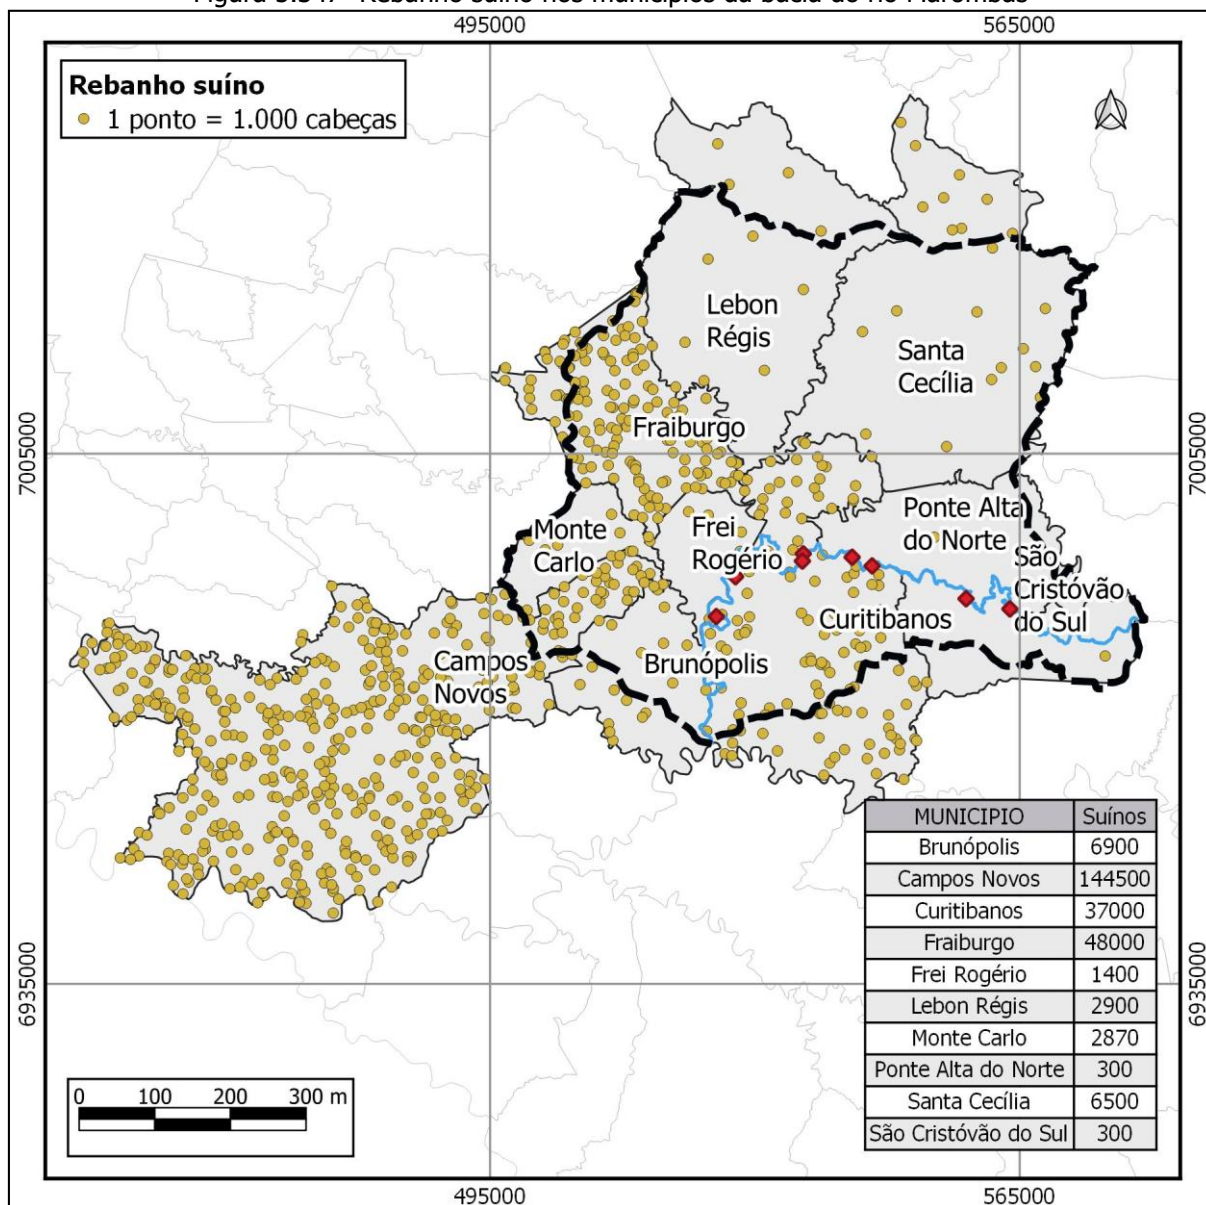 495000
565000
Rebanho suíno
1 ponto = 1.000 cabeças
Lebon
Régis
Santa
Cecília
Fraiburgo
7005000
7005000
Monte
Carlo
Frei
Rogério
Ponte Alta
do Norte
São
Cristóvão
do Sul
Curitibanos
Brunópolis
Campos
Novos
MUNICIPIO Suínos
Brunópolis 6900
Campos Novos 144500
Curitibanos 37000
Fraiburgo 48000
Frei Rogério 1400
Lebon Régis 2900
Monte Carlo 2870
Ponte Alta do Norte 300
Santa Cecília 6500
São Cristóvão do Sul 300
6935000
6935000
0 100 200 300 m
495000
565000